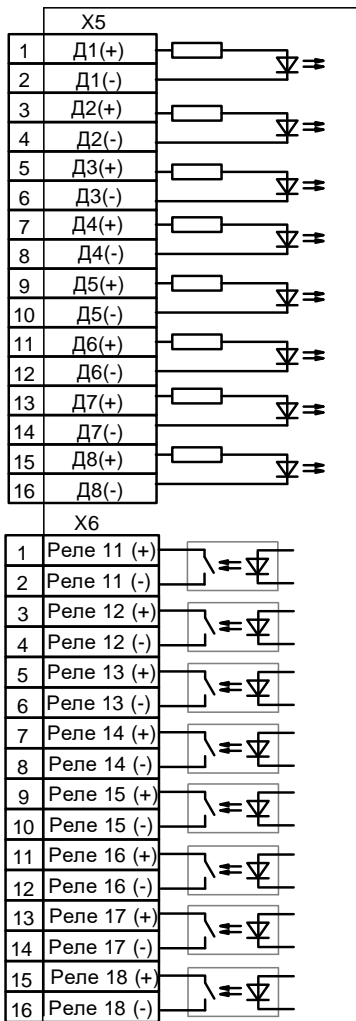 X5
1 Д1(+)
2 Д1(-)
3 Д2(+)
4 Д2(-)
5 Д3(+)
6 Д3(-)
7 Д4(+)
8 Д4(-)
9 Д5(+)
10 Д5(-)
11 Д6(+)
12 Д6(-)
13 Д7(+)
14 Д7(-)
15 Д8(+)
16 Д8(-)
X6
1 Реле 11 (+)
2 Реле 11 (-)
3 Реле 12 (+)
4 Реле 12 (-)
5 Реле 13 (+)
6 Реле 13 (-)
7 Реле 14 (+)
8 Реле 14 (-)
9 Реле 15 (+)
10 Реле 15 (-)
11 Реле 16 (+)
12 Реле 16 (-)
13 Реле 17 (+)
14 Реле 17 (-)
15 Реле 18 (+)
16 Реле 18 (-)